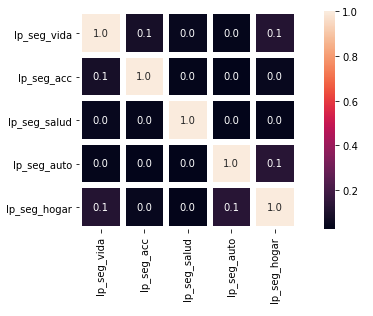 lp_seg_vida 1.0 0.1 0.0 0.0 0.1
lp_seg_acc 0.1 1.0 0.0 0.0 0.0
lp_seg_salud 0.0 0.0 1.0 0.0 0.0
lp_seg_auto 0.0 0.0 0.0 1.0 0.1
lp_seg_hogar 0.1 0.0 0.0 0.1 1.0
lp_seg_vida
lp_seg_acc
lp_seg_salud
lp_seg_auto
lp_seg_hogar
1.0
0.8
0.6
0.4
0.2